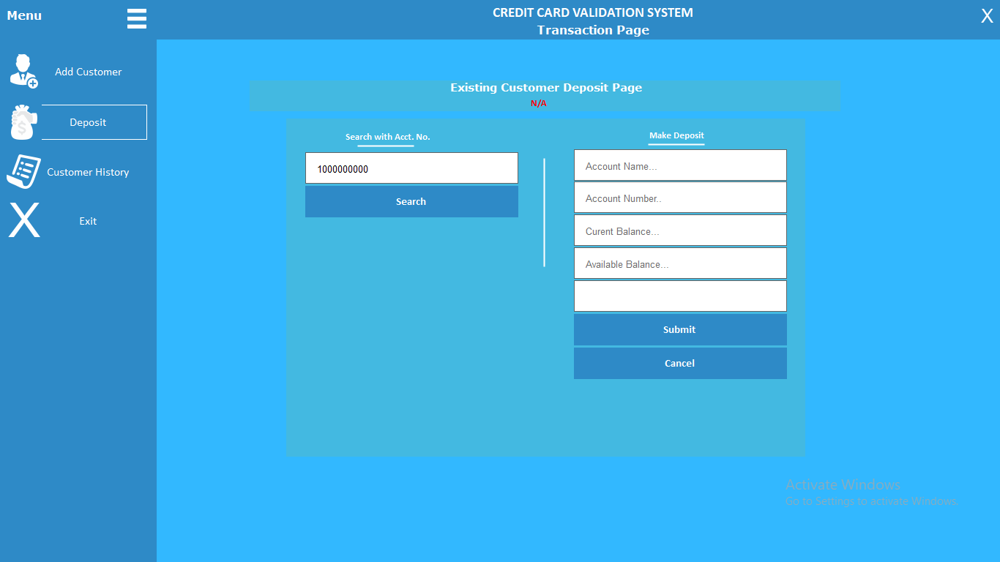 Menu
CREDIT CARD VALIDATION SYSTEM
X
Transaction Page
Add Customer
Deposit
Customer History
X
Exit
Existing Customer Deposit Page
N/A
Search with Acct. No.
1000000000
Search
Make Deposit
Account Name...
Account Number..
Curent Balance...
Available Balance...
Submit
Cancel
Activate Windows
Go to Settings to activate Windows.